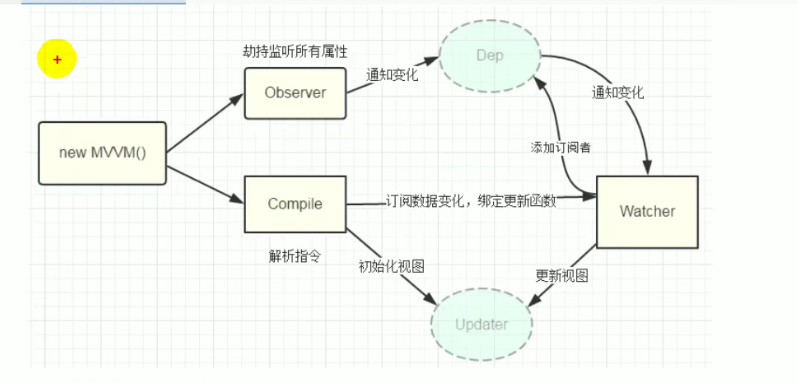 劫持监听所有属性
Observer
通知变化
Dep
通知变化
new MVVM()
添加订阅者
Compile
订阅数据变化，绑定更新函数
Watcher
解析指令
初始化视图
更新视图
Updater